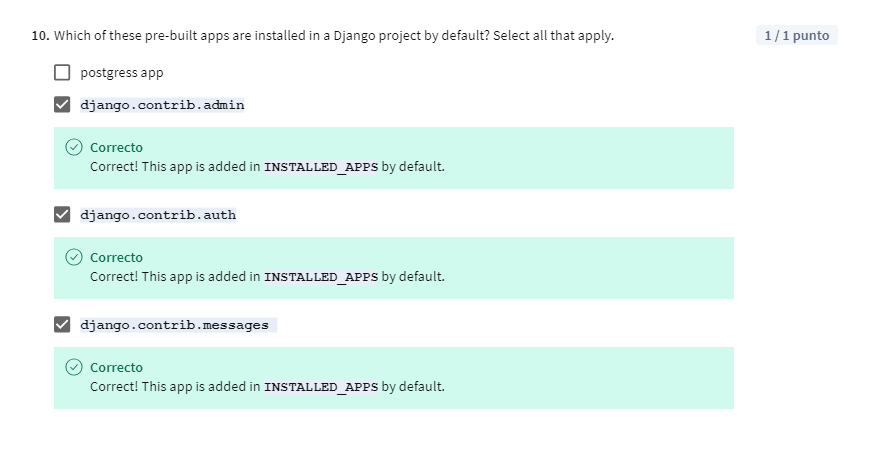 10. Which of these pre-built apps are installed in a Django project by default? Select all that apply.
1 / 1 punto
postgress app
django.contrib.admin
Correcto
Correct! This app is added in INSTALLED_APPS by default.
django.contrib.auth
Correcto
Correct! This app is added in INSTALLED_APPS by default.
django.contrib.messages
Correcto
Correct! This app is added in INSTALLED_APPS by default.